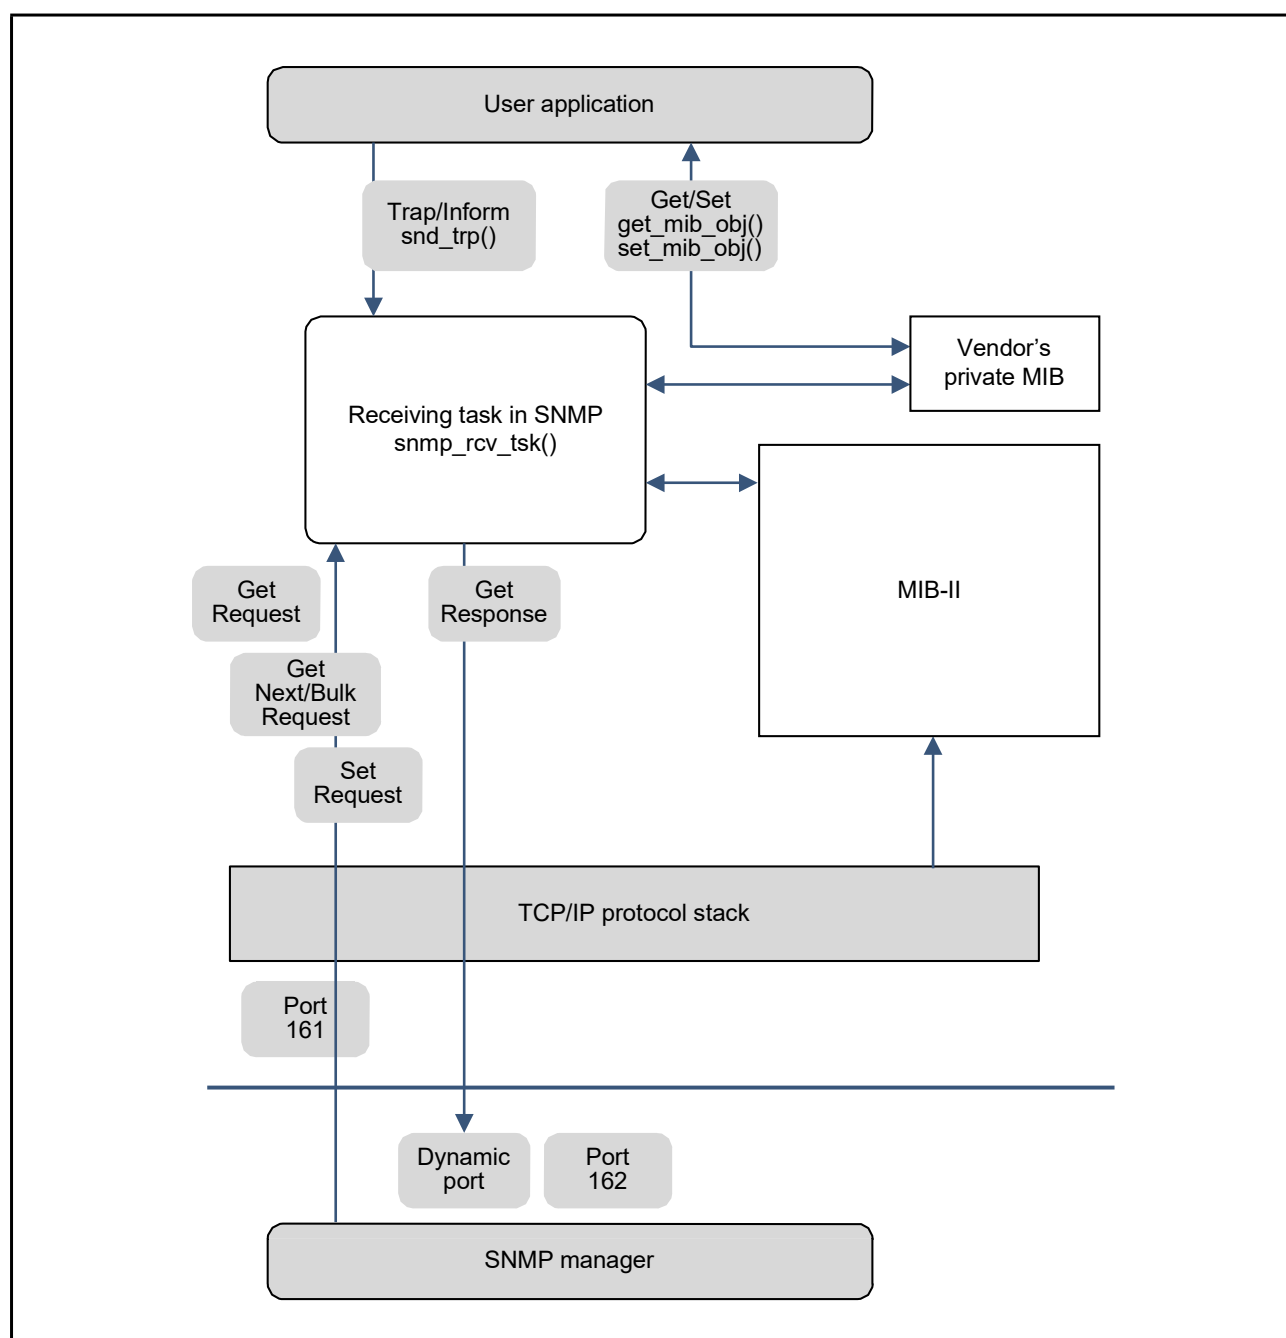 User application
Trap/Inform
snd_trp()
Get/Set
get_mib_obj()
set_mib_obj()
Vendor’s
private MIB
Receiving task in SNMP
snmp_rcv_tsk()
MIB-II
Get
Request
Get
Response
Get
Next/Bulk
Request
Set
Request
TCP/IP protocol stack
Port
161
Dynamic
port
Port
162
SNMP manager